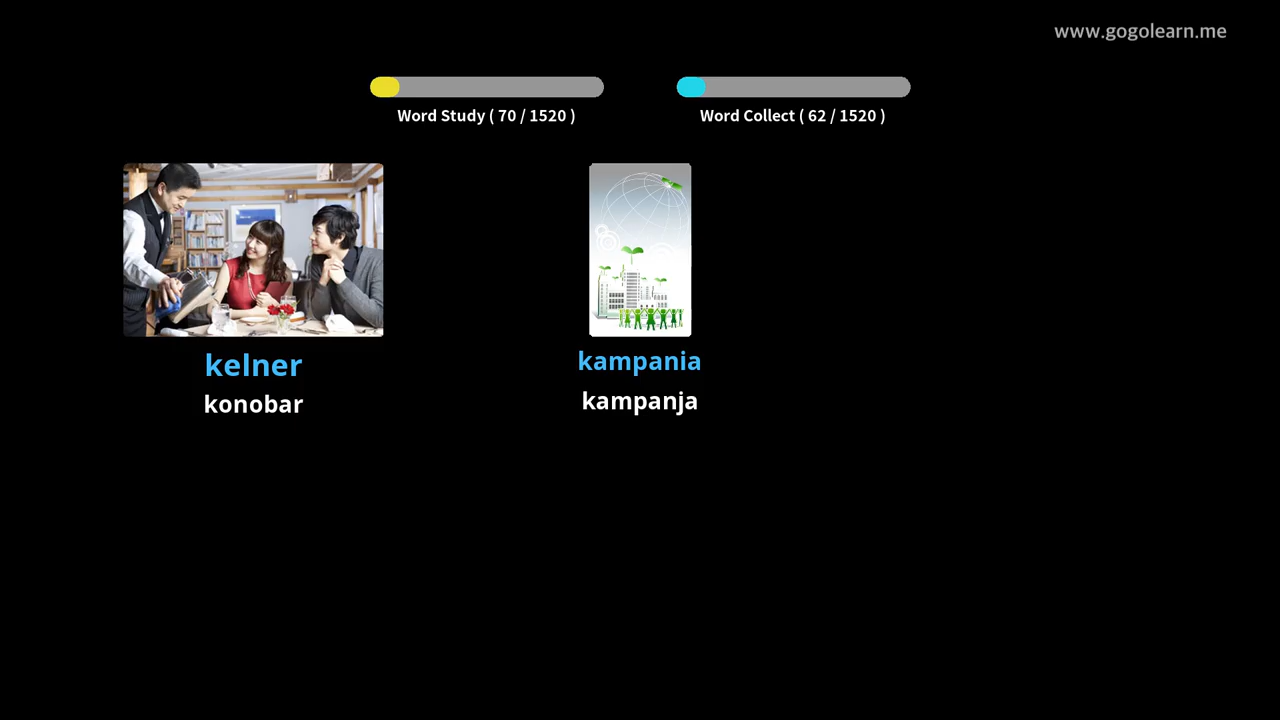 www.gogolearn.me
Word Study ( 70 / 1520 )
Word Collect ( 62 / 1520 )
kelner
konobar
kampania
kampanja